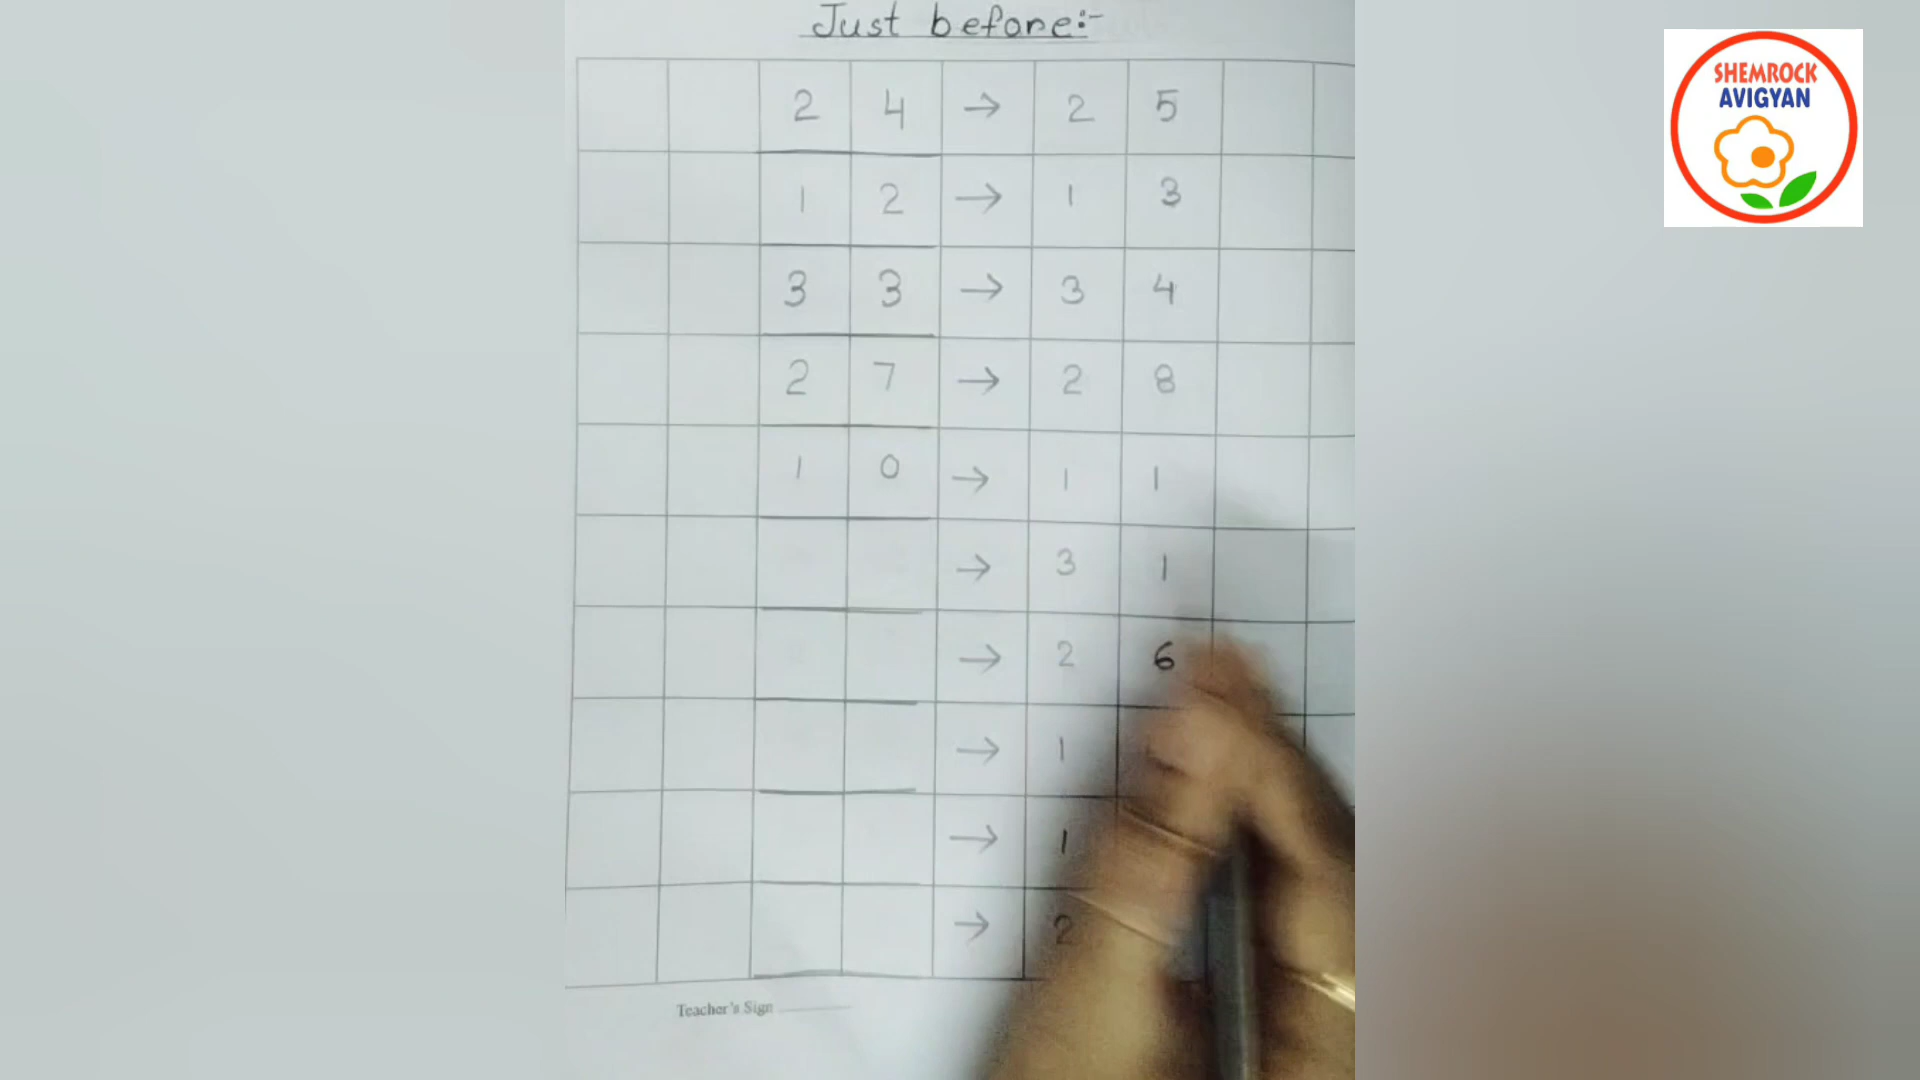 Just before:-
SHEMROCK
AVIGYAN
2 4 → 2 5
1 2 → 1 3
3 3 → 3 4
2 7 → 2 8
1 0 → 1 1
→ 3 1
→ 2 6
→ 1
→ 1
→ 2
Teacher's Sign